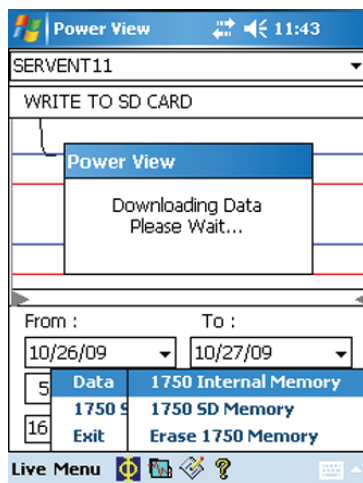 Power View 11:43
SERVENT11
WRITE TO SD CARD
Power View
Downloading Data
Please Wait...
From : To :
10/26/09 10/27/09
5 Data 1750 Internal Memory
1750 S 1750 SD Memory
16 Exit Erase 1750 Memory
Live Menu ?